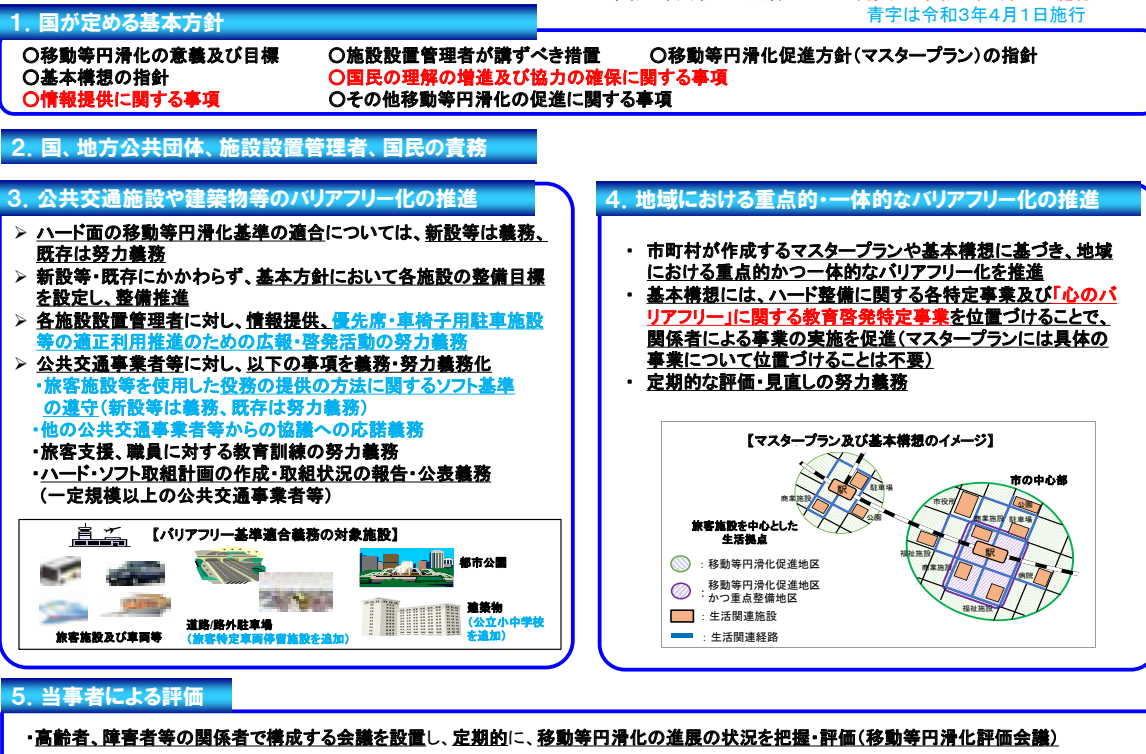 青字は令和3年4月1日施行
1. 国が定める基本方針
○移動等円滑化の意義及び目標 ○施設設置管理者が講ずべき措置 ○移動等円滑化促進方針(マスタープラン)の指針
○基本構想の指針 ○国民の理解の増進及び協力の確保に関する事項
○情報提供に関する事項 ○その他移動等円滑化の促進に関する事項
2. 国、地方公共団体、施設設置管理者、国民の責務
3. 公共交通施設や建築物等のバリアフリー化の推進
➢ ハード面の移動等円滑化基準の適合については、新設等は義務、
既存は努力義務
➢ 新設等・既存にかかわらず、基本方針において各施設の整備目標
を設定し、整備推進
➢ 各施設設置管理者に対し、情報提供、優先席・車椅子用駐車施設
等の適正利用推進のための広報・啓発活動の努力義務
➢ 公共交通事業者等に対し、以下の事項を義務・努力義務化
・旅客施設等を使用した役務の提供の方法に関するソフト基準
の遵守(新設等は義務、既存は努力義務)
・他の公共交通事業者等からの協議への応諾義務
・旅客支援、職員に対する教育訓練の努力義務
・ハード・ソフト取組計画の作成・取組状況の報告・公表義務
(一定規模以上の公共交通事業者等)
【バリアフリー基準適合義務の対象施設】
旅客施設及び車両等
道路/路外駐車場
(旅客特定車両停留施設を追加)
都市公園
建築物
(公立小中学校
を追加)
4. 地域における重点的・一体的なバリアフリー化の推進
・ 市町村が作成するマスタープランや基本構想に基づき、地域
における重点的かつ一体的なバリアフリー化を推進
・ 基本構想には、ハード整備に関する各特定事業及び「心のバ
リアフリー」に関する教育啓発特定事業を位置づけることで、
関係者による事業の実施を促進(マスタープランには具体の
事業について位置づけることは不要)
・ 定期的な評価・見直しの努力義務
【マスタープラン及び基本構想のイメージ】
駅
駐車場
商業施設
公園
旅客施設を中心とした
生活拠点
市の中心部
市役所
公園
商業施設
駐車場
福祉施設
駅
商業施設
病院
福祉施設
:移動等円滑化促進地区
:移動等円滑化促進地区
かつ重点整備地区
:生活関連施設
:生活関連経路
5. 当事者による評価
・高齢者、障害者等の関係者で構成する会議を設置し、定期的に、移動等円滑化の進展の状況を把握・評価(移動等円滑化評価会議)